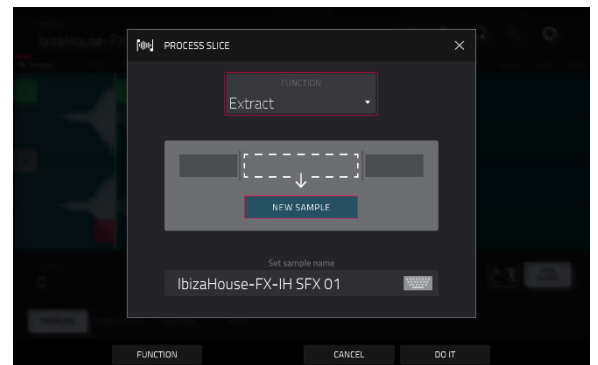 PROCESS SLICE
FUNCTION
Extract
NEW SAMPLE
Set sample name
IbizaHouse-FX-IH SFX 01
FUNCTION
CANCEL
DO IT